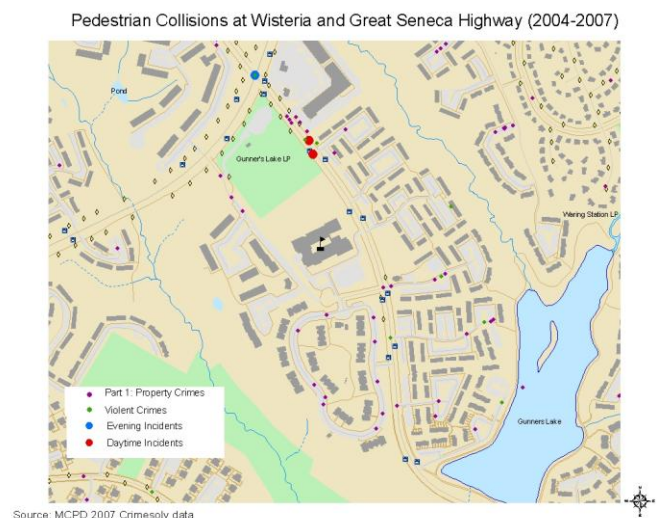 Pedestrian Collisions at Wisteria and Great Seneca Highway (2004-2007)
Pond
Gunner's Lake LP
Waring Station LP
Part 1: Property Crimes
Violent Crimes
Evening Incidents
Daytime Incidents
Gunners Lake
Source: MCPD 2007 Crimesolv data